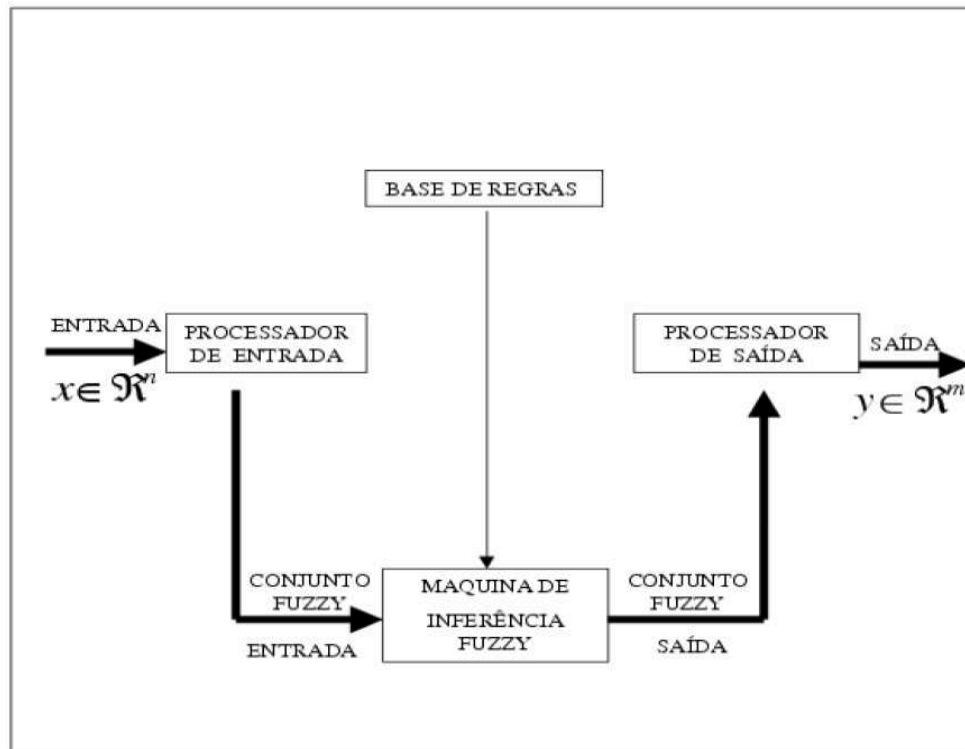 BASE DE REGRAS
ENTRADA
PROCESSADOR
DE ENTRADA
x ∈ ℜⁿ
PROCESSADOR
DE SAÍDA
SAÍDA
y ∈ ℜᵐ
CONJUNTO
FUZZY
ENTRADA
MAQUINA DE
INFERÊNCIA
FUZZY
CONJUNTO
FUZZY
SAÍDA